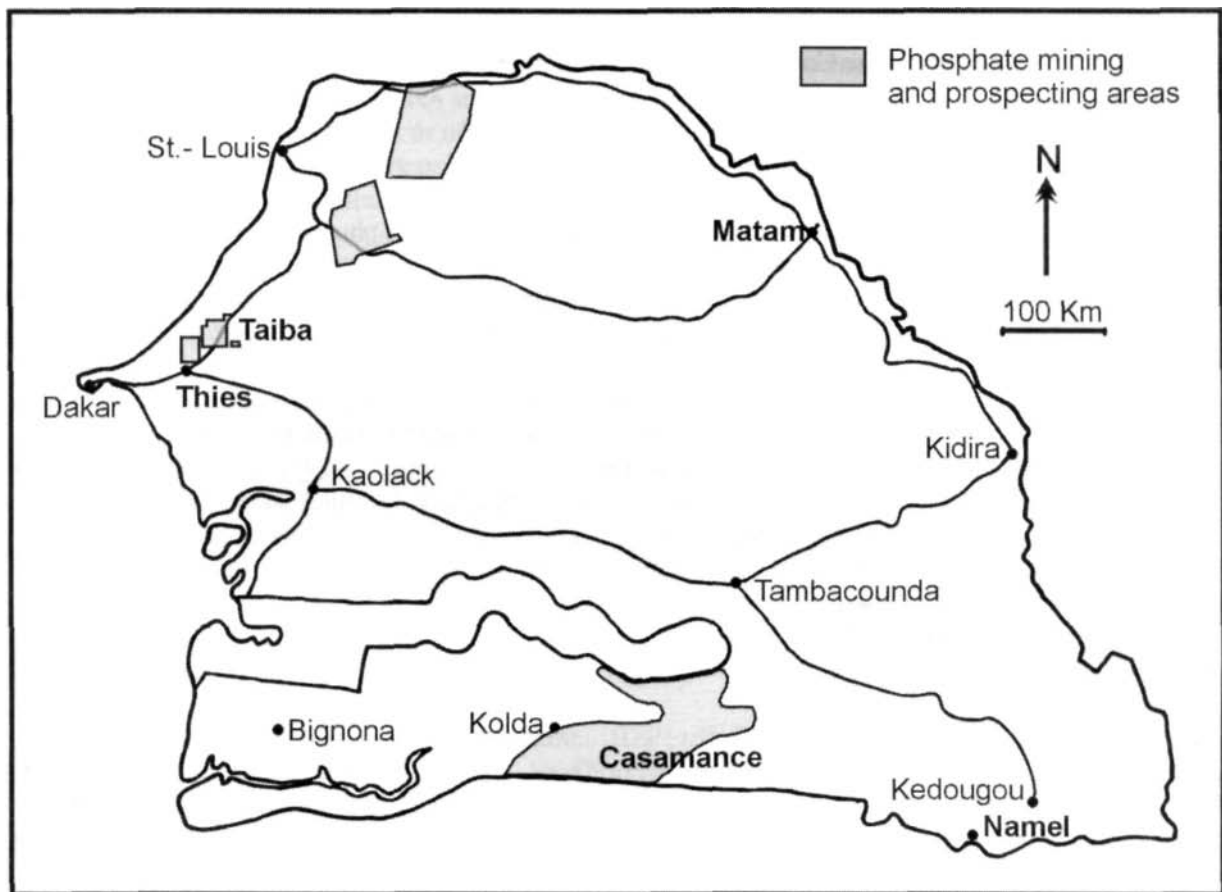 Phosphate mining
and prospecting areas
St.- Louis
N
Matam
100 Km
Taiba
Dakar
Thies
Kidira
Kaolack
Tambacounda
Bignona
Kolda
Casamance
Kedougou
Namel